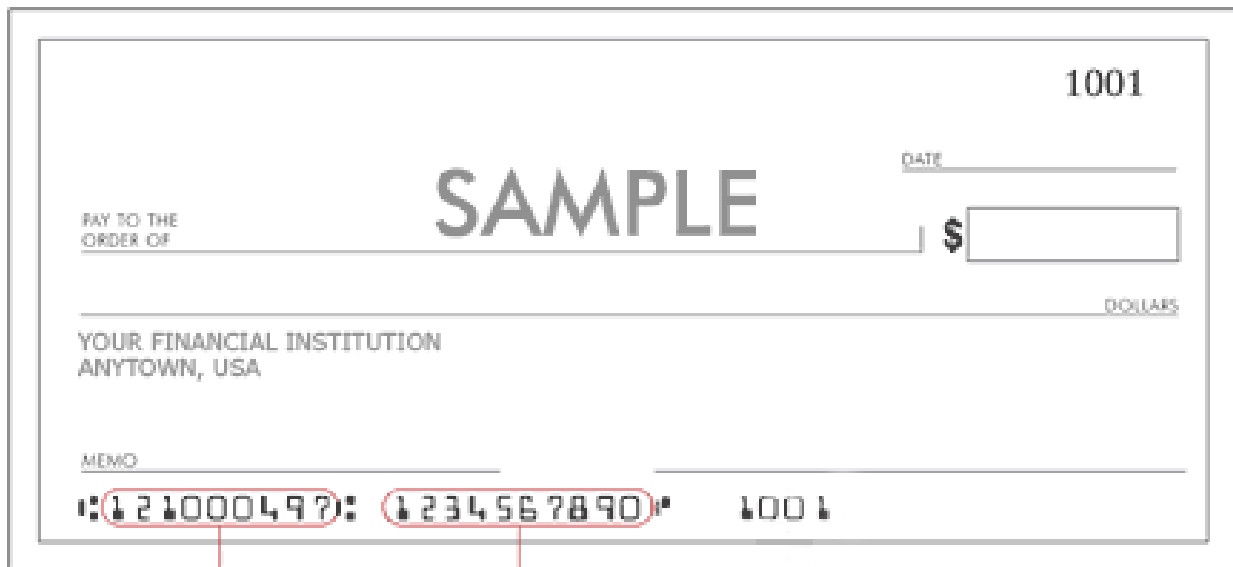 1001
DATE
SAMPLE
PAY TO THE
ORDER OF
$
DOLLARS
YOUR FINANCIAL INSTITUTION
ANYTOWN, USA
MEMO
⑆121000497⑆ 1234567890⑈ 1001